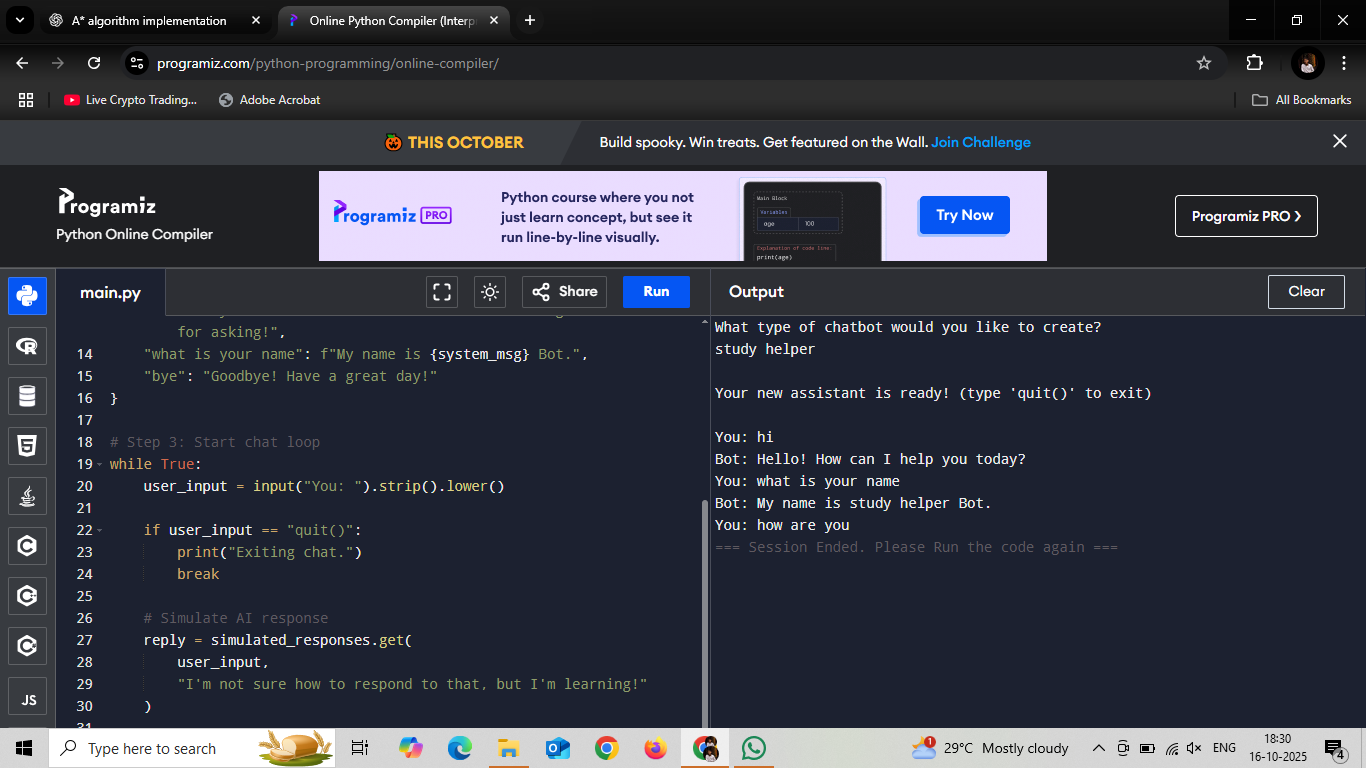 A* algorithm implementation
Online Python Compiler (Interp
programiz.com/python-programming/online-compiler/
Live Crypto Trading...
Adobe Acrobat
All Bookmarks
THIS OCTOBER
Build spooky. Win treats. Get featured on the Wall. Join Challenge
Programiz
Python Online Compiler
Programiz PRO
Python course where you not
just learn concept, but see it
run line-by-line visually.
Main Block
Variables
age 100
Explanation of code line:
print(age)
Try Now
Programiz PRO >
main.py
Share
Run
Output
Clear
for asking!",
14 "what is your name": f"My name is {system_msg} Bot.",
15 "bye": "Goodbye! Have a great day!"
16 }
17
18 # Step 3: Start chat loop
19 while True:
20 user_input = input("You: ").strip().lower()
21
22 if user_input == "quit()":
23 print("Exiting chat.")
24 break
25
26 # Simulate AI response
27 reply = simulated_responses.get(
28 user_input,
29 "I'm not sure how to respond to that, but I'm learning!"
30 )
31
What type of chatbot would you like to create?
study helper
Your new assistant is ready! (type 'quit()' to exit)
You: hi
Bot: Hello! How can I help you today?
You: what is your name
Bot: My name is study helper Bot.
You: how are you
=== Session Ended. Please Run the code again ===
JS
Type here to search
1
29°C Mostly cloudy
ENG
18:30
16-10-2025
4